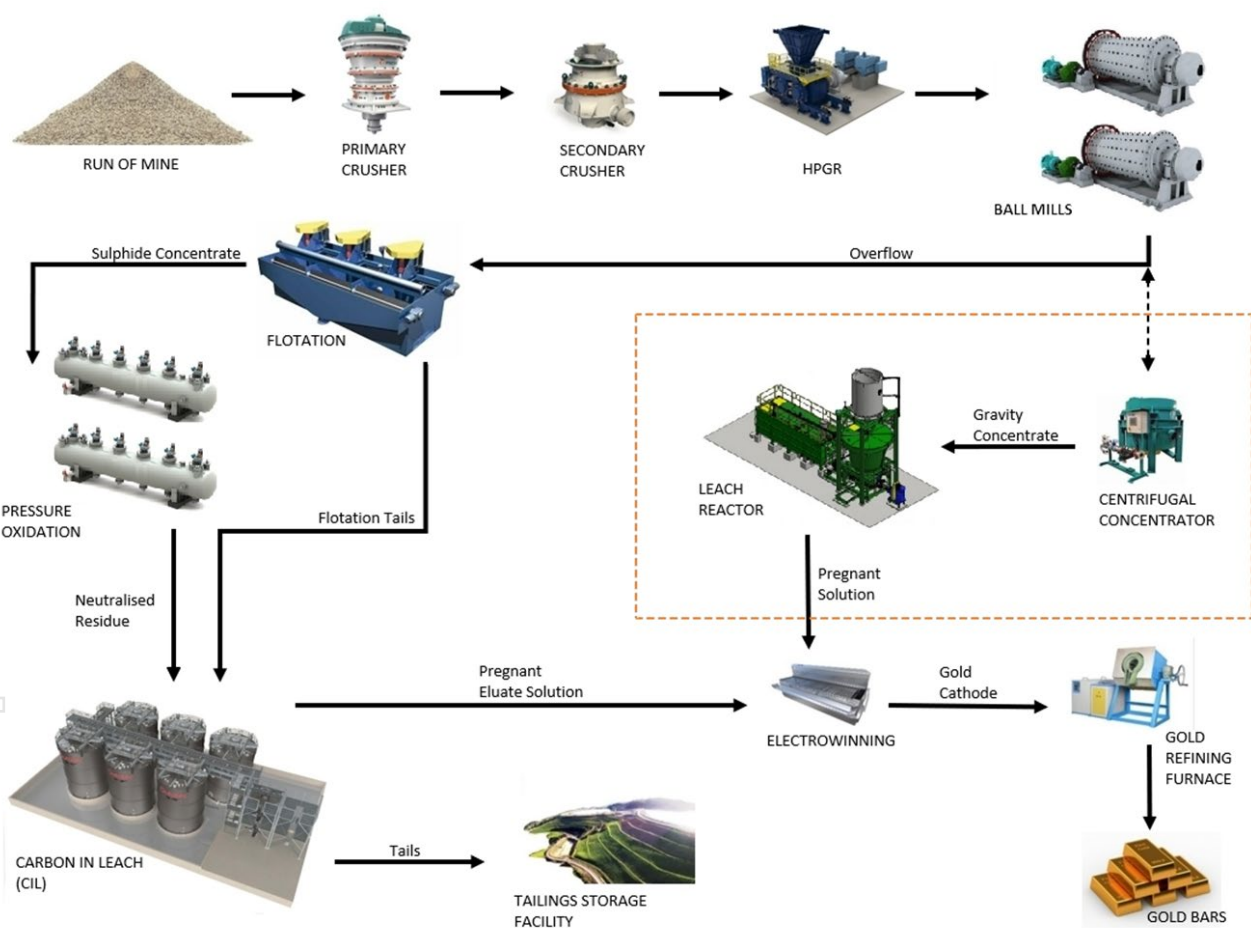 RUN OF MINE
PRIMARY
CRUSHER
SECONDARY
CRUSHER
HPGR
BALL MILLS
Sulphide Concentrate
Overflow
FLOTATION
Gravity
Concentrate
LEACH
REACTOR
CENTRIFUGAL
CONCENTRATOR
PRESSURE
OXIDATION
Flotation Tails
Pregnant
Solution
Neutralised
Residue
Pregnant
Eluate Solution
Gold
Cathode
ELECTROWINNING
GOLD
REFINING
FURNACE
CARBON IN LEACH
(CIL)
Tails
TAILINGS STORAGE
FACILITY
GOLD BARS